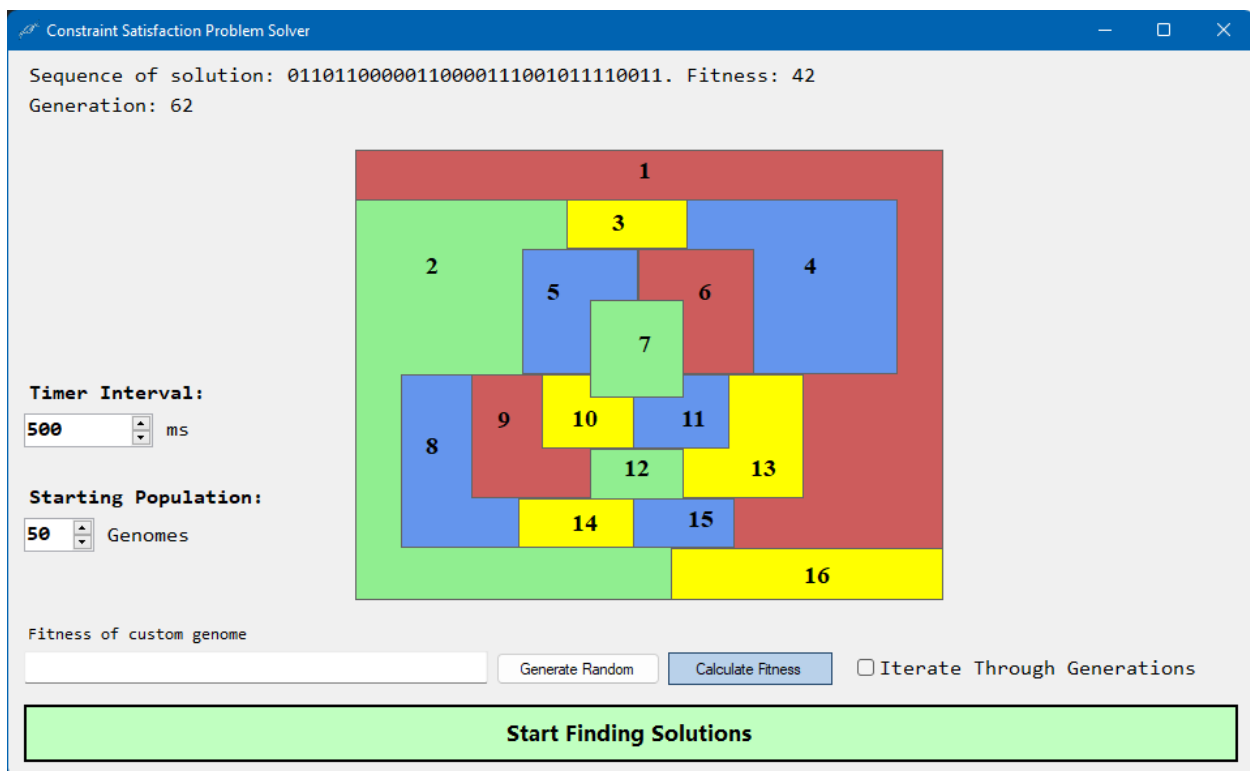 Constraint Satisfaction Problem Solver
Sequence of solution: 01101100000110000111001011110011. Fitness: 42
Generation: 62
1
3
2
4
5
6
7
Timer Interval:
500 ms
8
9
10
11
12
13
Starting Population:
50 Genomes
14
15
16
Fitness of custom genome
Generate Random
Calculate Fitness
Iterate Through Generations
Start Finding Solutions